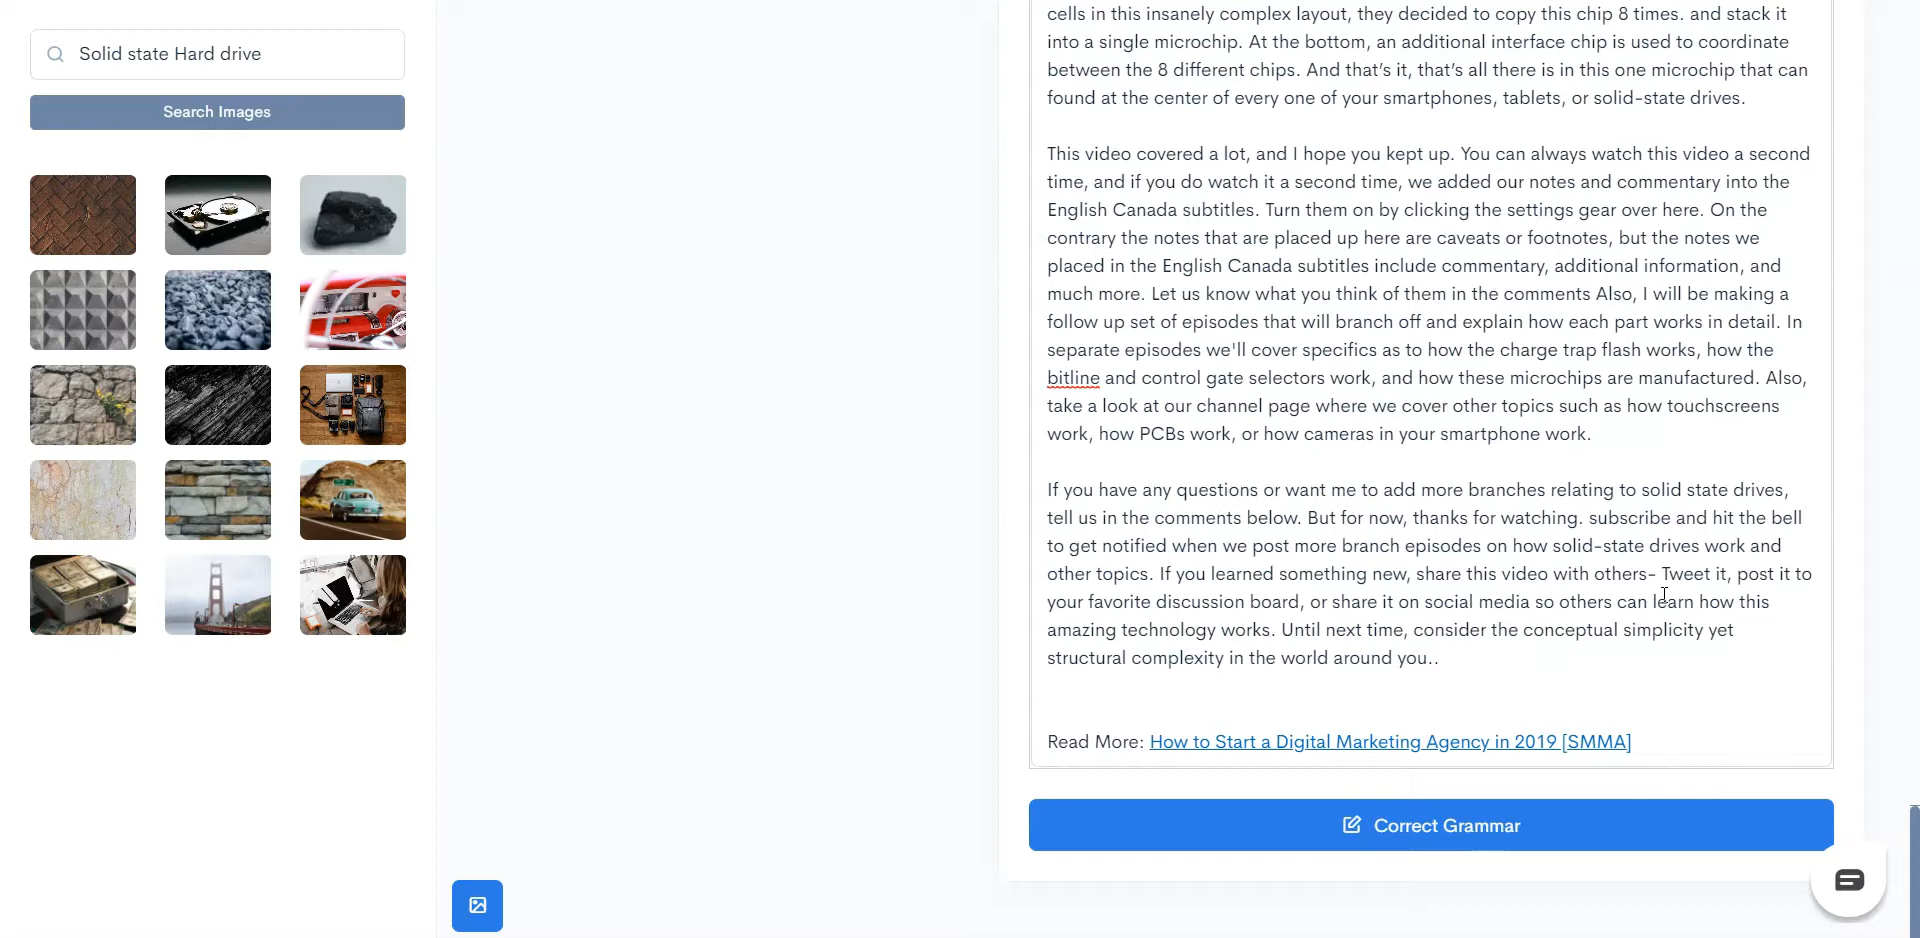 Solid state Hard drive
Search Images
cells in this insanely complex layout, they decided to copy this chip 8 times. and stack it
into a single microchip. At the bottom, an additional interface chip is used to coordinate
between the 8 different chips. And that’s it, that’s all there is in this one microchip that can
found at the center of every one of your smartphones, tablets, or solid-state drives.
This video covered a lot, and I hope you kept up. You can always watch this video a second
time, and if you do watch it a second time, we added our notes and commentary into the
English Canada subtitles. Turn them on by clicking the settings gear over here. On the
contrary the notes that are placed up here are caveats or footnotes, but the notes we
placed in the English Canada subtitles include commentary, additional information, and
much more. Let us know what you think of them in the comments Also, I will be making a
follow up set of episodes that will branch off and explain how each part works in detail. In
separate episodes we'll cover specifics as to how the charge trap flash works, how the
bitline and control gate selectors work, and how these microchips are manufactured. Also,
take a look at our channel page where we cover other topics such as how touchscreens
work, how PCBs work, or how cameras in your smartphone work.
If you have any questions or want me to add more branches relating to solid state drives,
tell us in the comments below. But for now, thanks for watching. subscribe and hit the bell
to get notified when we post more branch episodes on how solid-state drives work and
other topics. If you learned something new, share this video with others- Tweet it, post it to
your favorite discussion board, or share it on social media so others can learn how this
amazing technology works. Until next time, consider the conceptual simplicity yet
structural complexity in the world around you..
Read More: How to Start a Digital Marketing Agency in 2019 [SMMA]
Correct Grammar